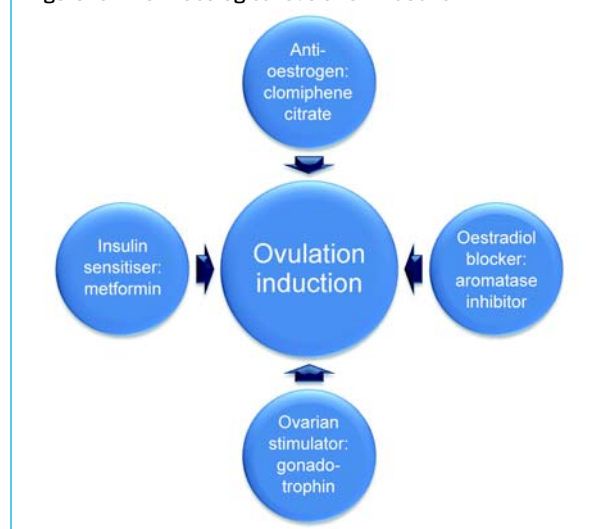 Anti-
oestrogen:
clomiphene
citrate
Insulin
sensitiser:
metformin
Ovulation
induction
Oestradiol
blocker:
aromatase
inhibitor
Ovarian
stimulator:
gonado-
trophin